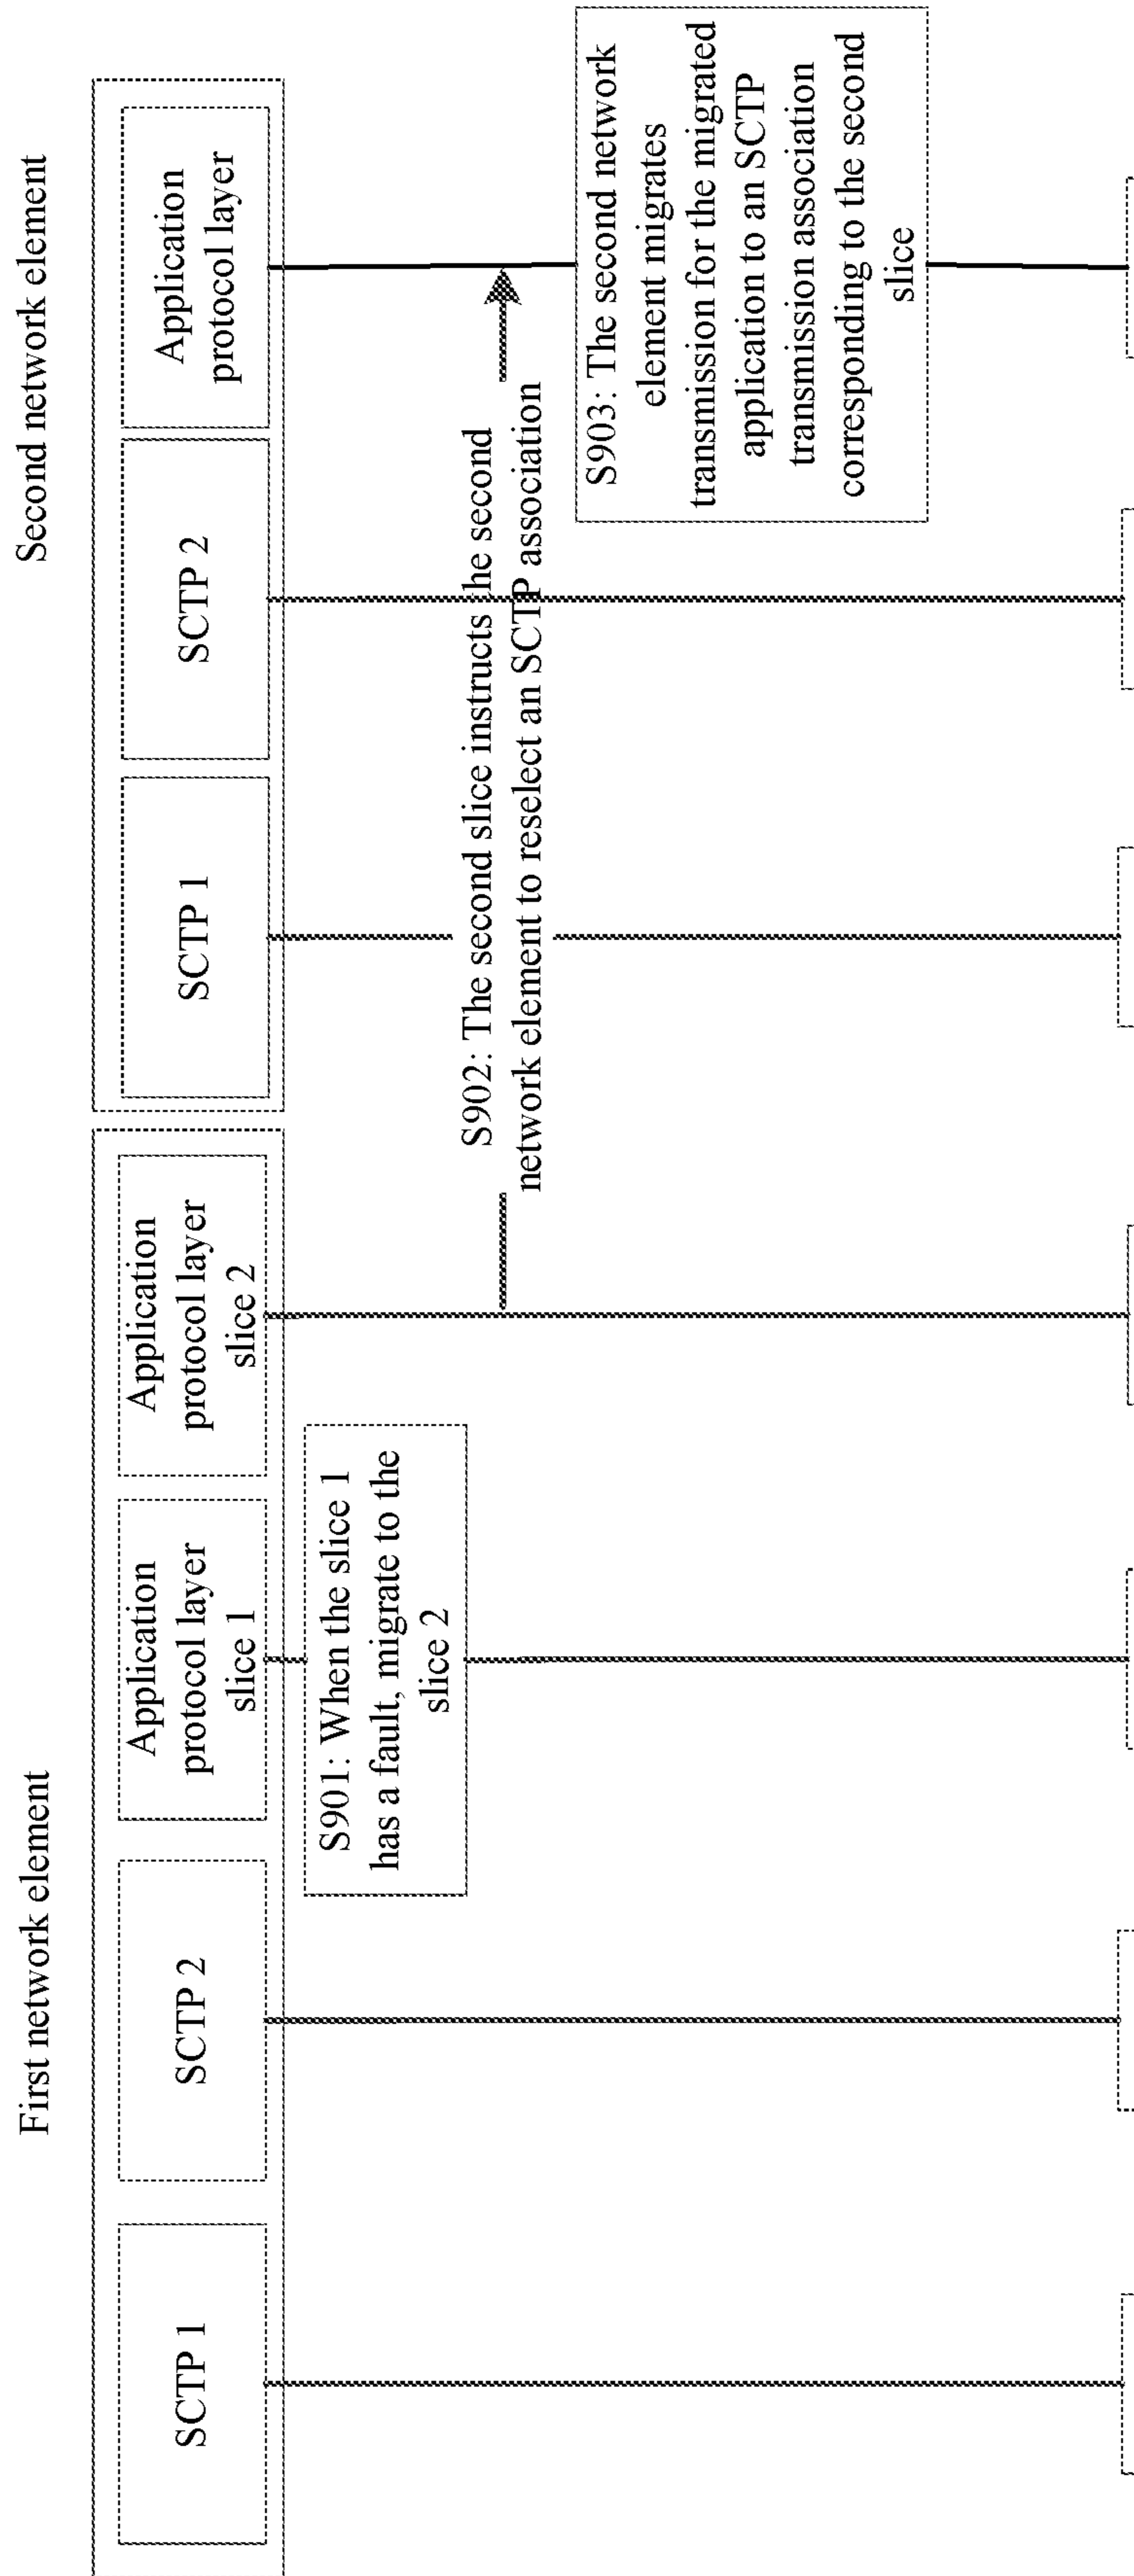 First network element
Second network element
SCTP 1
SCTP 2
Application
protocol layer
slice 1
Application
protocol layer
slice 2
SCTP 1
SCTP 2
Application
protocol layer
S901: When the slice 1
has a fault, migrate to the
slice 2
S902: The second slice instructs he second
network element to reselect an SCTP association
S903: The second network
element migrates
transmission for the migrated
application to an SCTP
transmission association
corresponding to the second
slice